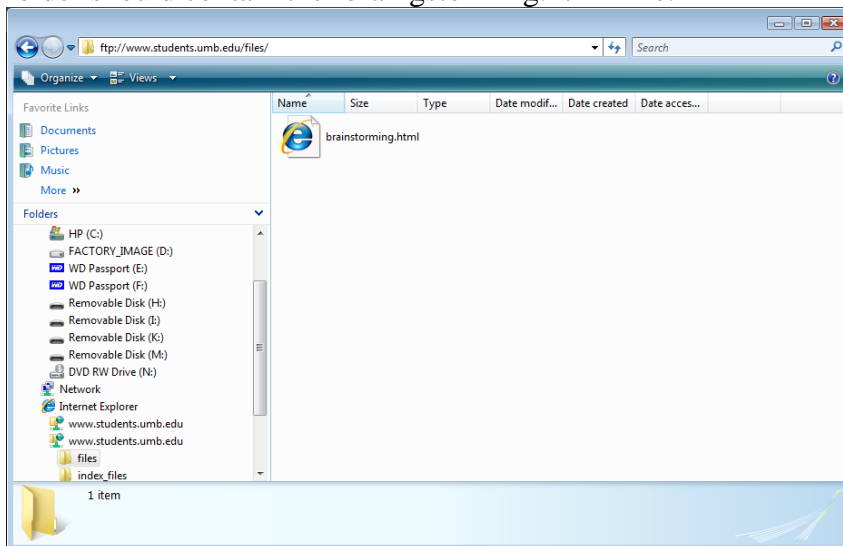 ftp://www.students.umb.edu/files/
Search
Organize
Views
Favorite Links
Documents
Pictures
Music
More »
Folders
HP (C:)
FACTORY_IMAGE (D:)
WD Passport (E:)
WD Passport (F:)
Removable Disk (H:)
Removable Disk (I:)
Removable Disk (K:)
Removable Disk (M:)
DVD RW Drive (N:)
Network
Internet Explorer
www.students.umb.edu
www.students.umb.edu
files
index_files
Name Size Type Date modif... Date created Date acces...
brainstorming.html
1 item